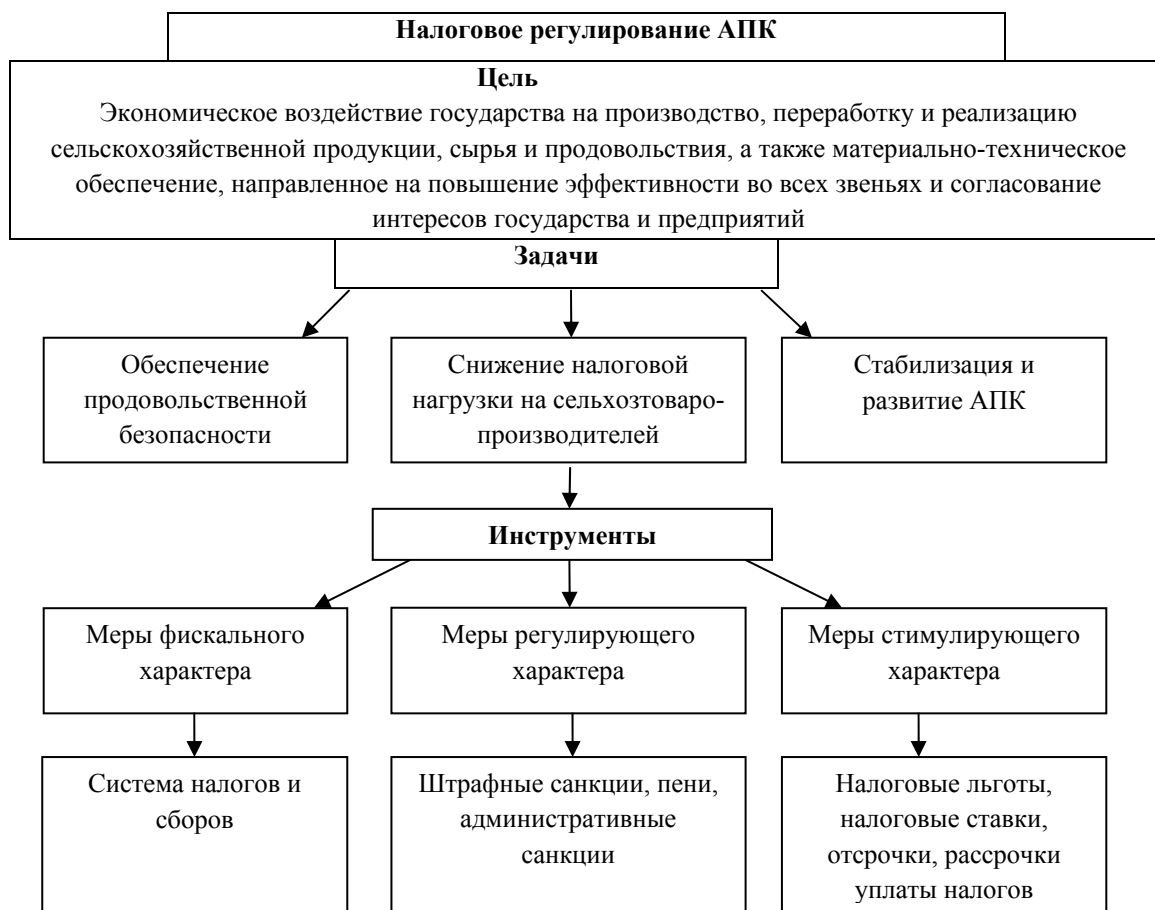 Налоговое регулирование АПК
Цель
Экономическое воздействие государства на производство, переработку и реализацию
сельскохозяйственной продукции, сырья и продовольствия, а также материально-техническое
обеспечение, направленное на повышение эффективности во всех звеньях и согласование
интересов государства и предприятий
Задачи
Обеспечение
продовольственной
безопасности
Снижение налоговой
нагрузки на сельхозтоваро-
производителей
Стабилизация и
развитие АПК
Инструменты
Меры фискального
характера
Меры регулирующего
характера
Меры стимулирующего
характера
Система налогов и
сборов
Штрафные санкции, пени,
административные
санкции
Налоговые льготы,
налоговые ставки,
отсрочки, рассрочки
уплаты налогов